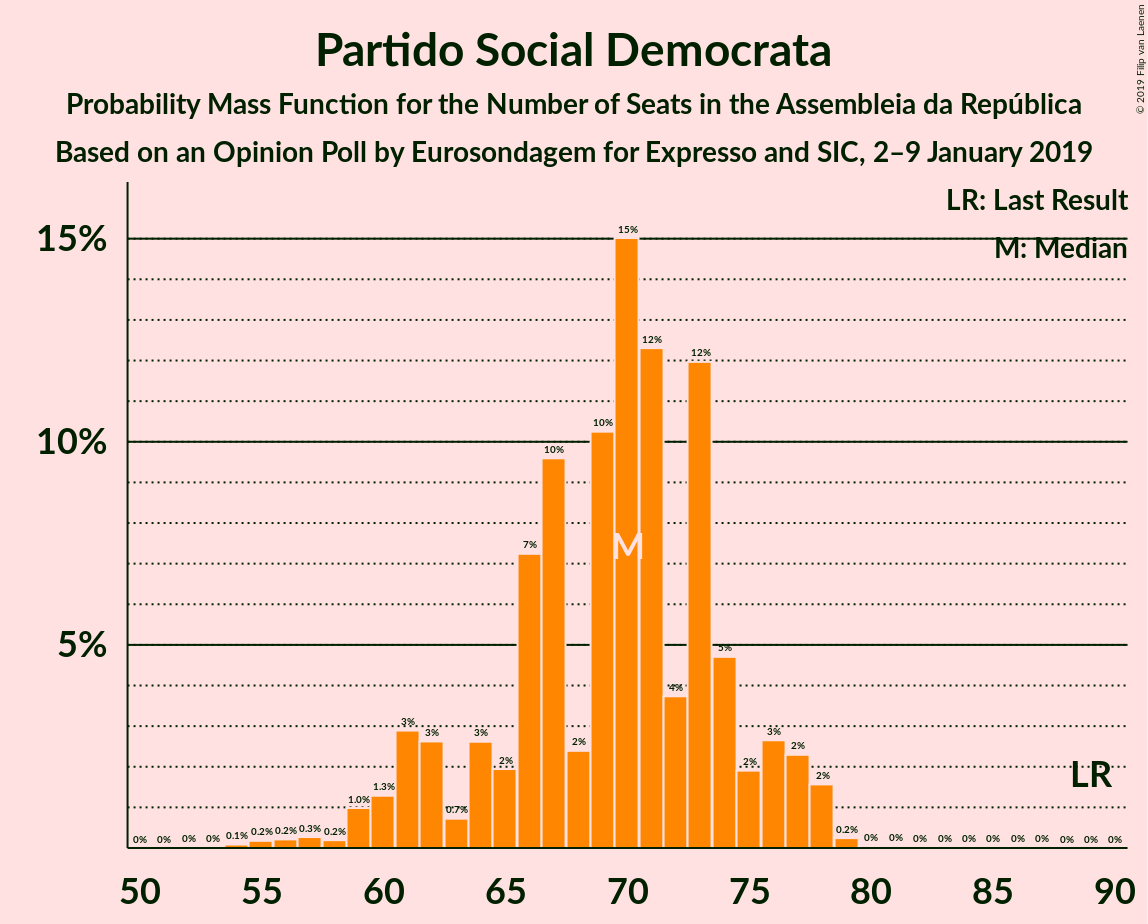 Partido Social Democrata
Probability Mass Function for the Number of Seats in the Assembleia da República
Based on an Opinion Poll by Eurosondagem for Expresso and SIC, 2–9 January 2019
© 2019 Filip van Laenen
LR: Last Result
M: Median
15%
10%
5%
0% 0% 0% 0% 0.1% 0.2% 0.2% 0.3% 0.2% 1.0% 1.3% 3% 3% 0.7% 3% 2% 7% 10% 2% 10% 15% 12% 4% 12% 5% 2% 3% 2% 2% 0.2% 0% 0% 0% 0% 0% 0% 0% 0% 0% 0% 0%
M
LR
50 55 60 65 70 75 80 85 90